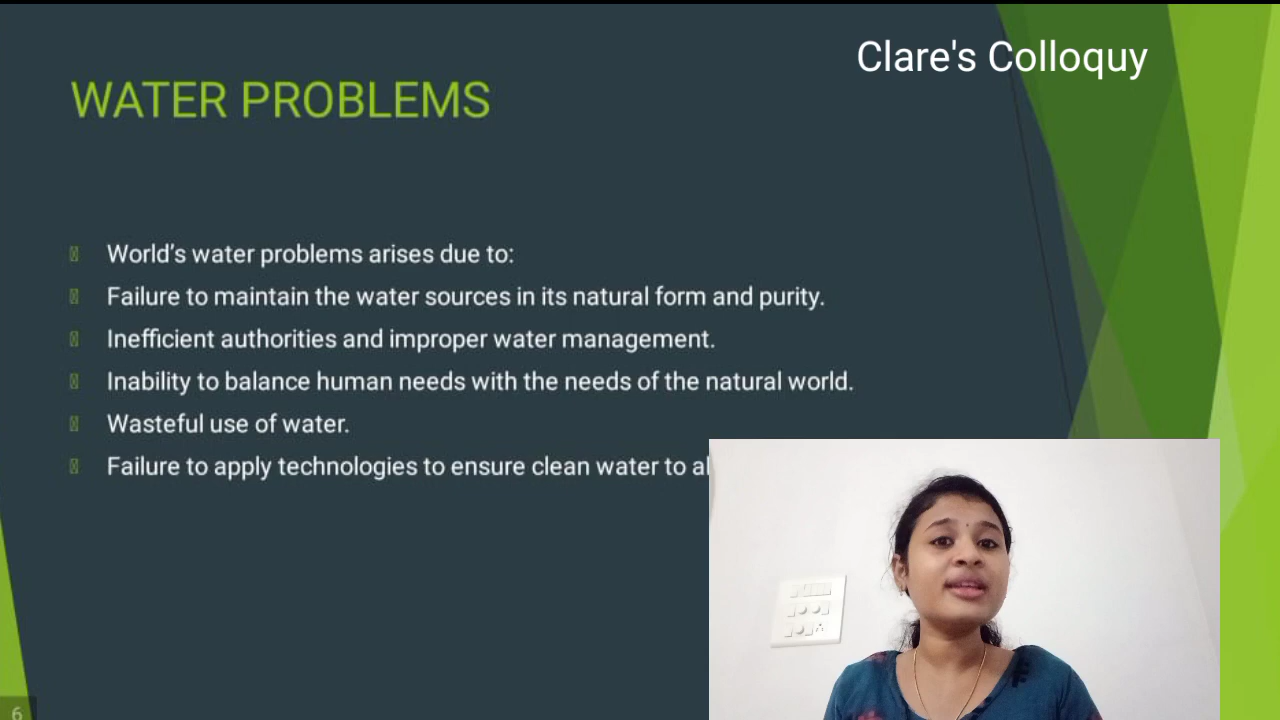 Clare's Colloquy
WATER PROBLEMS
World’s water problems arises due to:
Failure to maintain the water sources in its natural form and purity.
Inefficient authorities and improper water management.
Inability to balance human needs with the needs of the natural world.
Wasteful use of water.
Failure to apply technologies to ensure clean water to
6